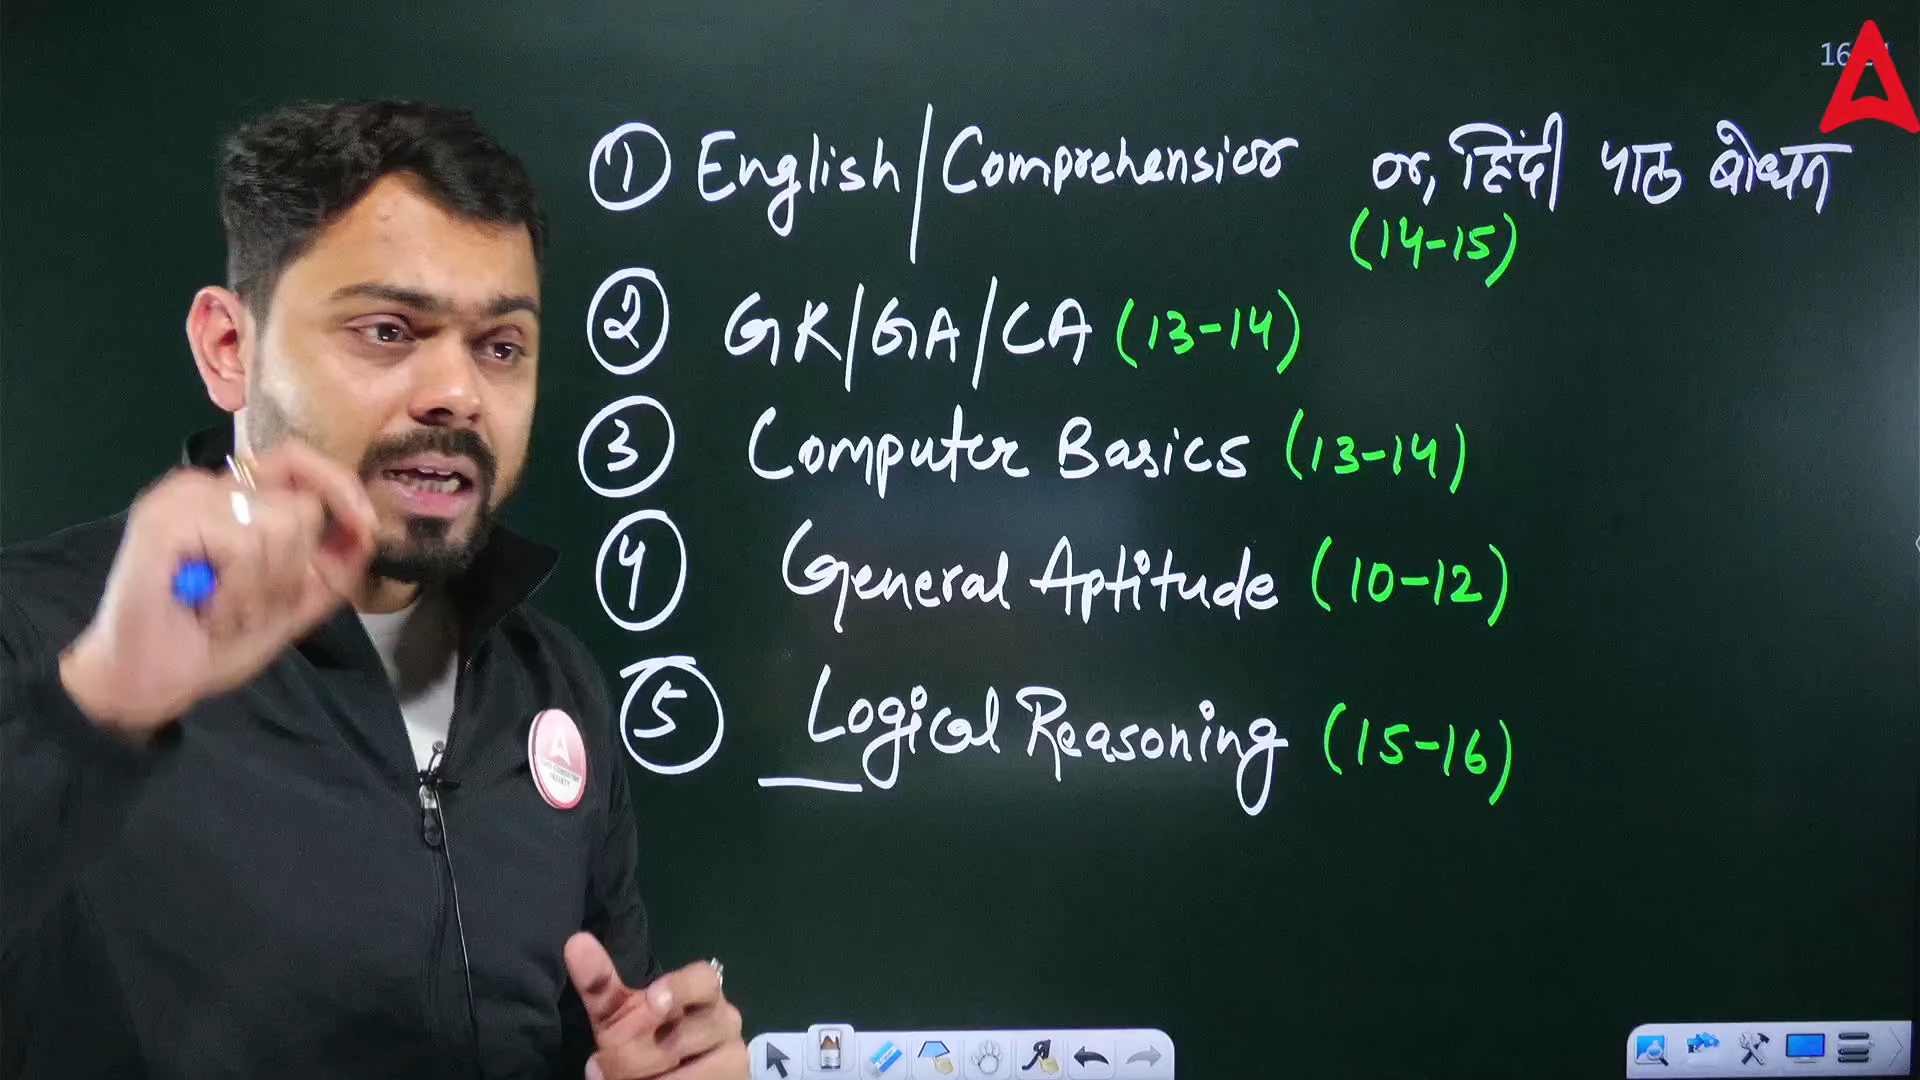 ① English/Comprehension or, हिंदी पाठ बोधन
(14-15)
② GK/GA/CA (13-14)
③ Computer Basics (13-14)
④ General Aptitude (10-12)
⑤ Logical Reasoning (15-16)